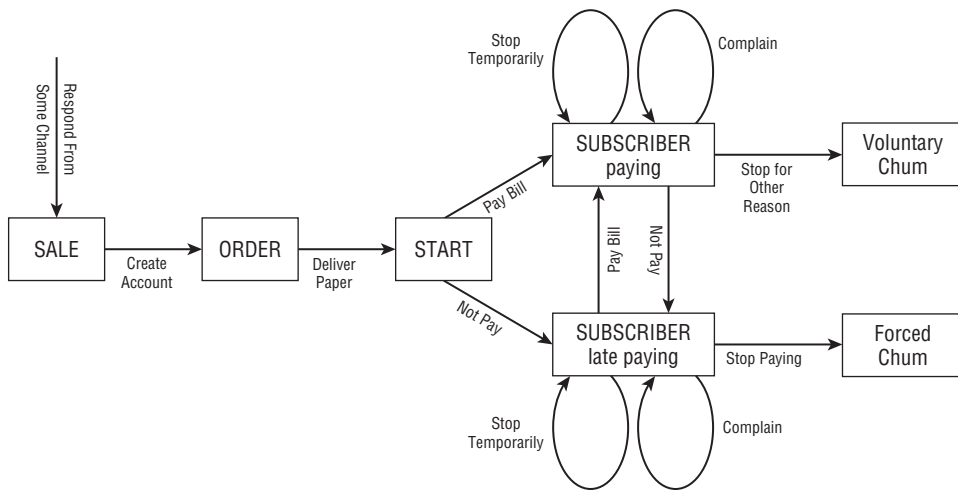 Respond From
Some Channel
SALE
Create
Account
ORDER
Deliver
Paper
START
Pay Bill
Not Pay
Stop
Temporarily
Complain
SUBSCRIBER
paying
Stop for
Other
Reason
Voluntary
Chum
Pay Bill
Not Pay
SUBSCRIBER
late paying
Stop Paying
Forced
Chum
Stop
Temporarily
Complain